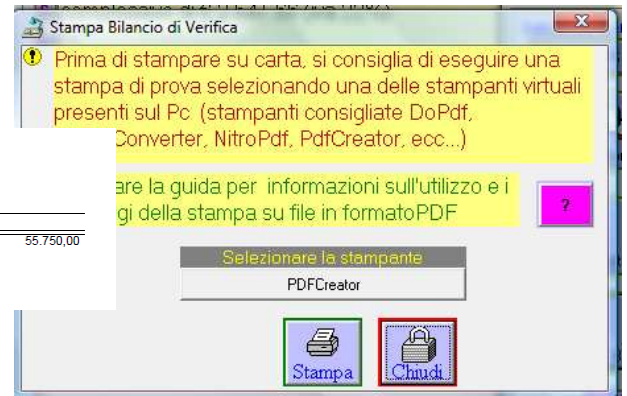 Stampa Bilancio di Verifica
Prima di stampare su carta, si consiglia di eseguire una
stampa di prova selezionando una delle stampanti virtuali
presenti sul Pc (stampanti consigliate DoPdf,
Converter, NitroPdf, PdfCreator, ecc...)
are la guida per informazioni sull'utilizzo e i
gi della stampa su file in formatoPDF
?
55.750,00
Selezionare la stampante
PDFCreator
Stampa
Chiudi